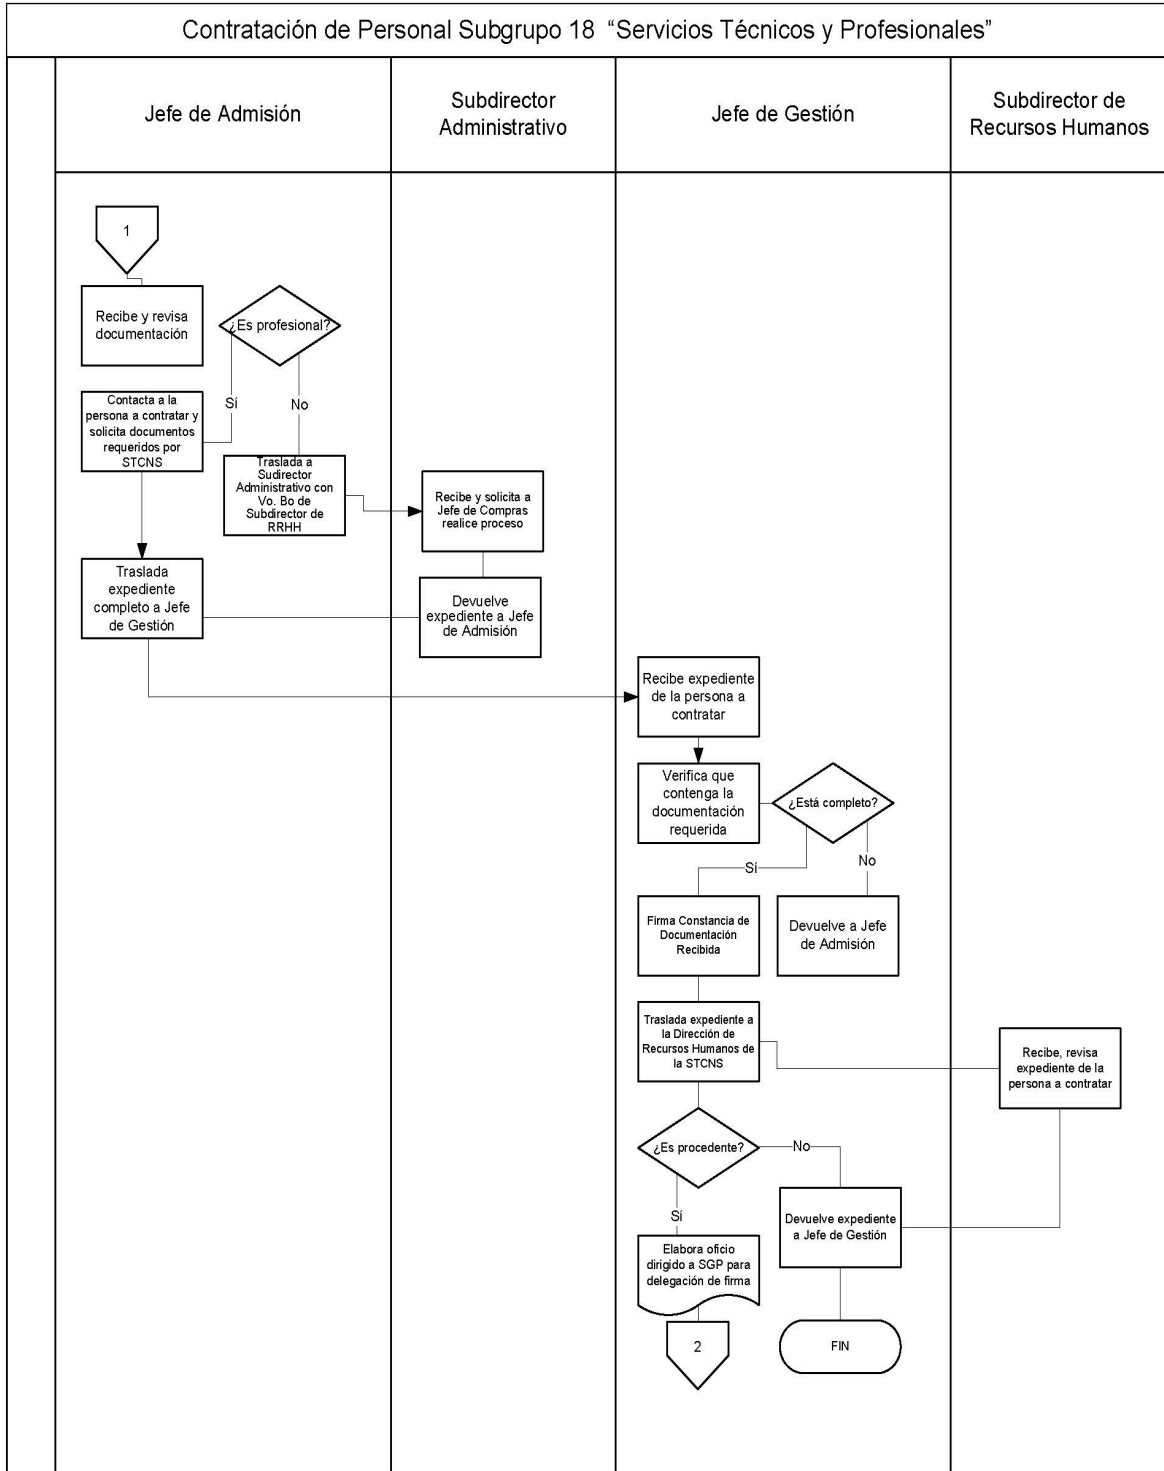 Contratación de Personal Subgrupo 18 “Servicios Técnicos y Profesionales”
Jefe de Admisión
Subdirector
Administrativo
Jefe de Gestión
Subdirector de
Recursos Humanos
1
Recibe y revisa
documentación
¿Es profesional?
Sí
No
Contacta a la
persona a contratar y
solicita documentos
requeridos por
STCNS
Traslada a
Sudirector
Administrativo con
Vo. Bo de
Subdirector de
RRHH
Recibe y solicita a
Jefe de Compras
realice proceso
Traslada
expediente
completo a Jefe
de Gestión
Devuelve
expediente a Jefe
de Admisión
Recibe expediente
de la persona a
contratar
Verifica que
contenga la
documentación
requerida
¿Está completo?
Sí
No
Firma Constancia de
Documentación
Recibida
Devuelve a Jefe
de Admisión
Traslada expediente a
la Dirección de
Recursos Humanos de
la STCNS
Recibe, revisa
expediente de la
persona a contratar
¿Es procedente?
No
Sí
Devuelve expediente
a Jefe de Gestión
Elabora oficio
dirigido a SGP para
delegación de firma
2
FIN